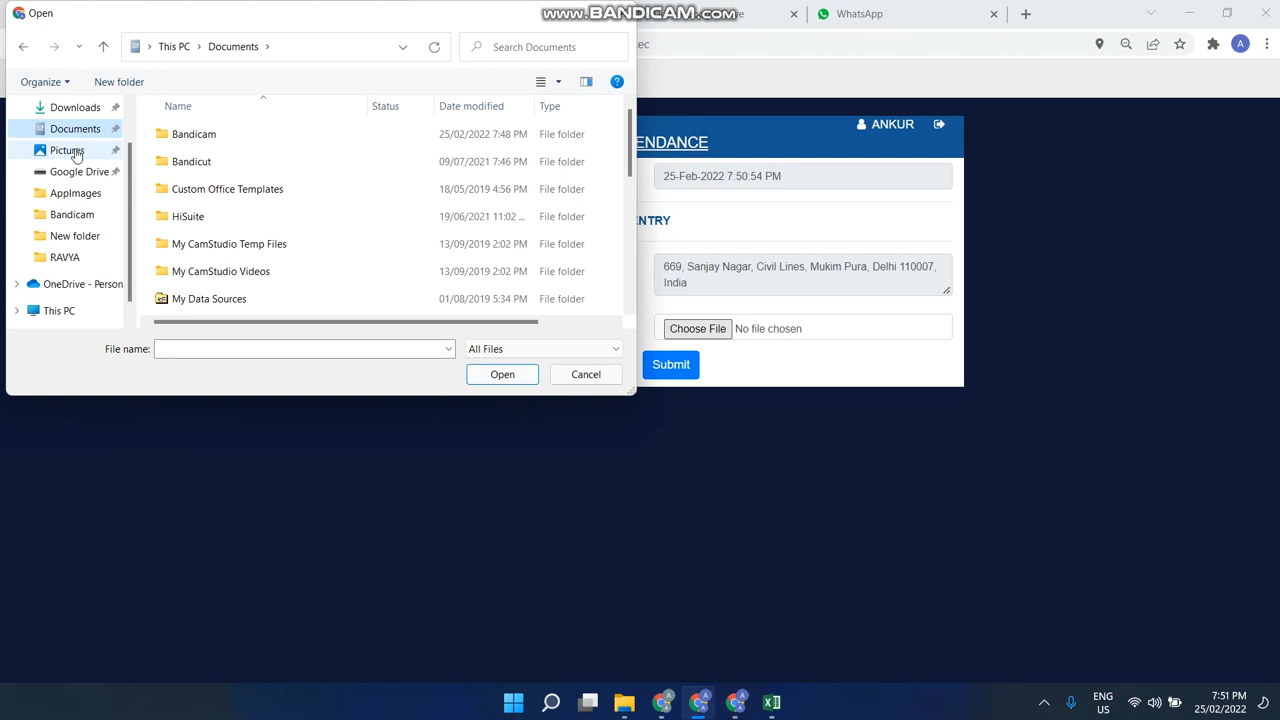 Open
www.BANDICAM.com
WhatsApp
This PC
Documents
Search Documents
Organize
New folder
Downloads
Documents
Pictures
Google Drive
AppImages
Bandicam
New folder
RAVYA
OneDrive - Person
This PC
Name Status Date modified Type
Bandicam 25/02/2022 7:48 PM File folder
Bandicut 09/07/2021 7:46 PM File folder
Custom Office Templates 18/05/2019 4:56 PM File folder
HiSuite 19/06/2021 11:02 ... File folder
My CamStudio Temp Files 13/09/2019 2:02 PM File folder
My CamStudio Videos 13/09/2019 2:02 PM File folder
My Data Sources 01/08/2019 5:34 PM File folder
File name:
All Files
Open
Cancel
ANKUR
ENDANCE
25-Feb-2022 7:50:54 PM
ENTRY
669, Sanjay Nagar, Civil Lines, Mukim Pura, Delhi 110007,
India
Choose File No file chosen
Submit
A
ENG
US
7:51 PM
25/02/2022